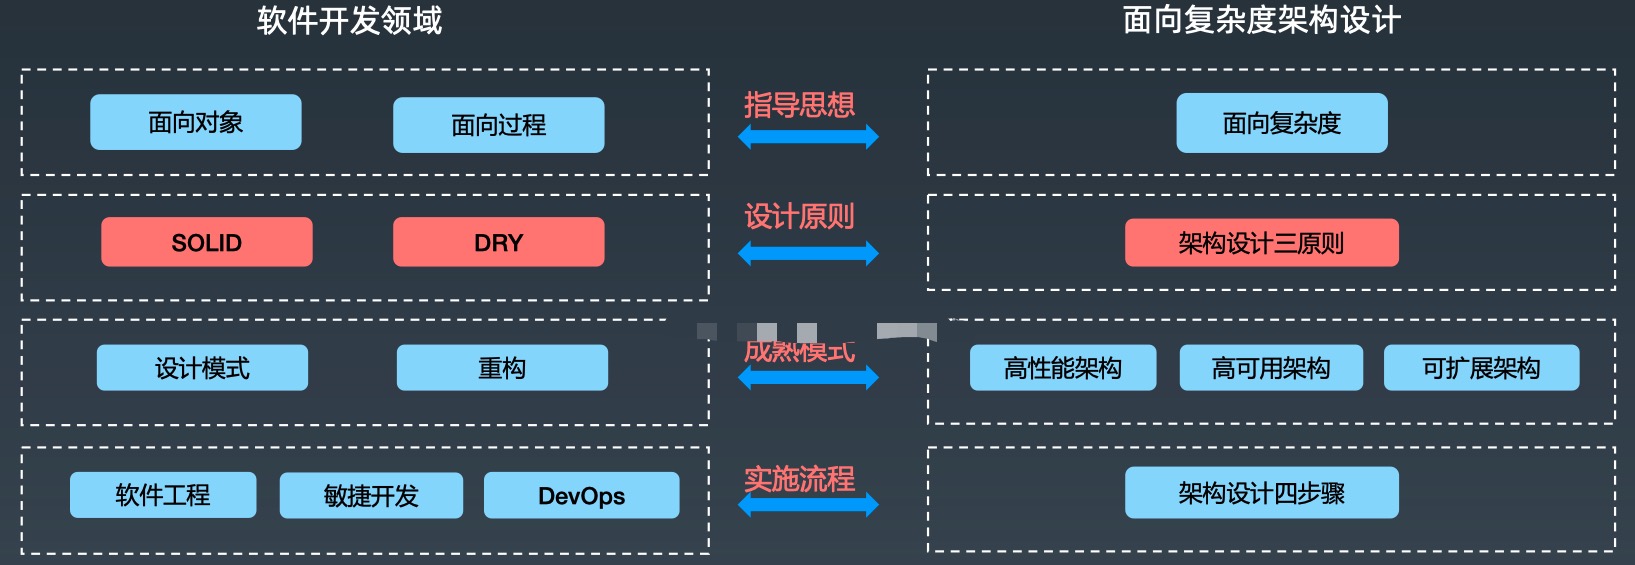 软件开发领域
面向复杂度架构设计
面向对象
面向过程
指导思想
面向复杂度
SOLID
DRY
设计原则
架构设计三原则
设计模式
重构
成熟模式
高性能架构
高可用架构
可扩展架构
软件工程
敏捷开发
DevOps
实施流程
架构设计四步骤